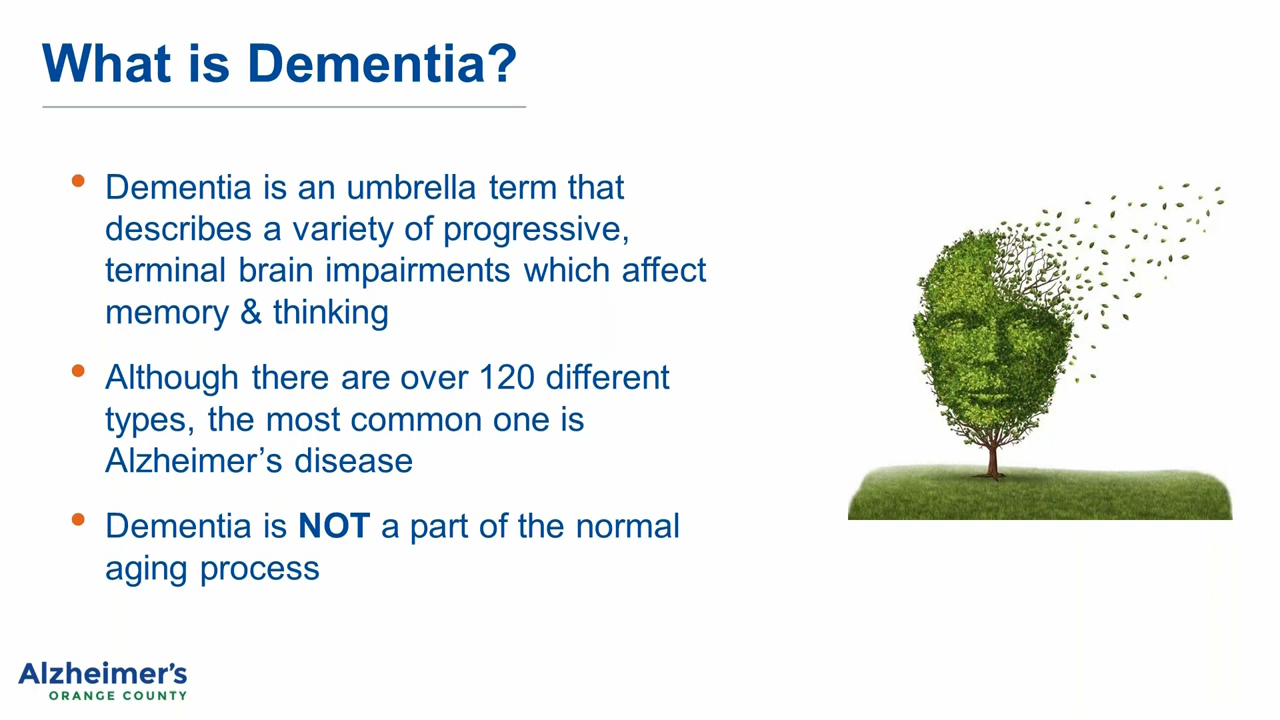 What is Dementia?
• Dementia is an umbrella term that
describes a variety of progressive,
terminal brain impairments which affect
memory & thinking
• Although there are over 120 different
types, the most common one is
Alzheimer’s disease
• Dementia is NOT a part of the normal
aging process
Alzheimer’s
ORANGE COUNTY